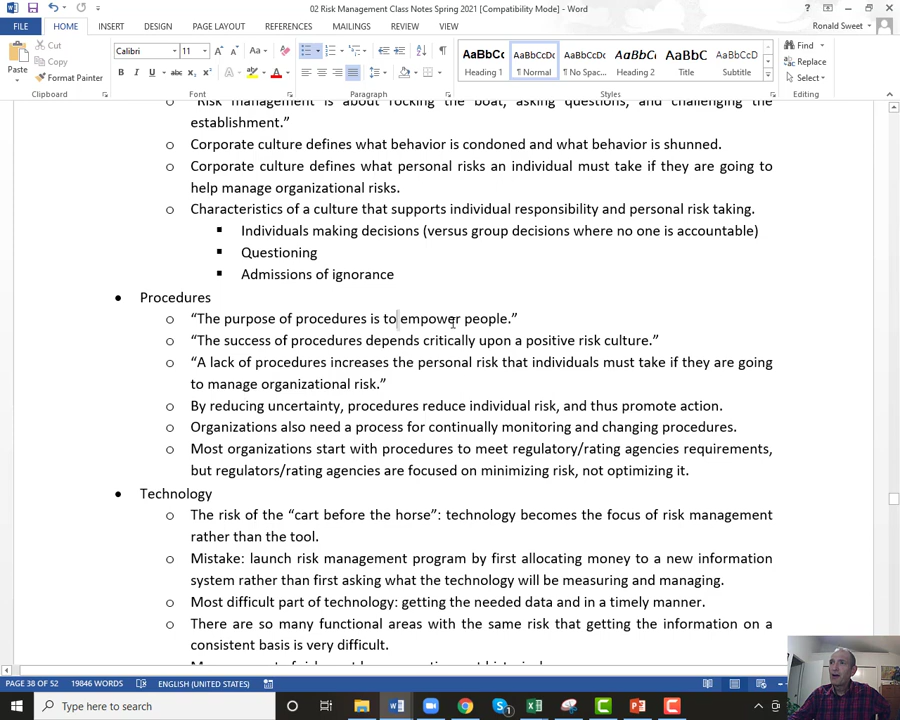 02 Risk Management Class Notes Spring 2021 [Compatibility Mode] - Word
FILE HOME INSERT DESIGN PAGE LAYOUT REFERENCES MAILINGS REVIEW VIEW Ronald Sweet
Cut
Copy
Format Painter
Paste
Calibri 11
AaBbCc AaBbCcDc AaBbCcDc AaBbCc AaBbCc AaBbCcD
Heading 1 ¶ Normal ¶ No Spac... Heading 2 Title Subtitle
Find
Replace
Select
Clipboard Font Paragraph Styles Editing
"Risk management is about rocking the boat, asking questions, and challenging the
establishment.”
o Corporate culture defines what behavior is condoned and what behavior is shunned.
o Corporate culture defines what personal risks an individual must take if they are going to
help manage organizational risks.
o Characteristics of a culture that supports individual responsibility and personal risk taking.
▪ Individuals making decisions (versus group decisions where no one is accountable)
▪ Questioning
▪ Admissions of ignorance
• Procedures
o “The purpose of procedures is to empower people.”
o “The success of procedures depends critically upon a positive risk culture.”
o “A lack of procedures increases the personal risk that individuals must take if they are going
to manage organizational risk.”
o By reducing uncertainty, procedures reduce individual risk, and thus promote action.
o Organizations also need a process for continually monitoring and changing procedures.
o Most organizations start with procedures to meet regulatory/rating agencies requirements,
but regulators/rating agencies are focused on minimizing risk, not optimizing it.
• Technology
o The risk of the “cart before the horse”: technology becomes the focus of risk management
rather than the tool.
o Mistake: launch risk management program by first allocating money to a new information
system rather than first asking what the technology will be measuring and managing.
o Most difficult part of technology: getting the needed data and in a timely manner.
o There are so many functional areas with the same risk that getting the information on a
consistent basis is very difficult.
PAGE 38 OF 52 19846 WORDS ENGLISH (UNITED STATES)
Type here to search